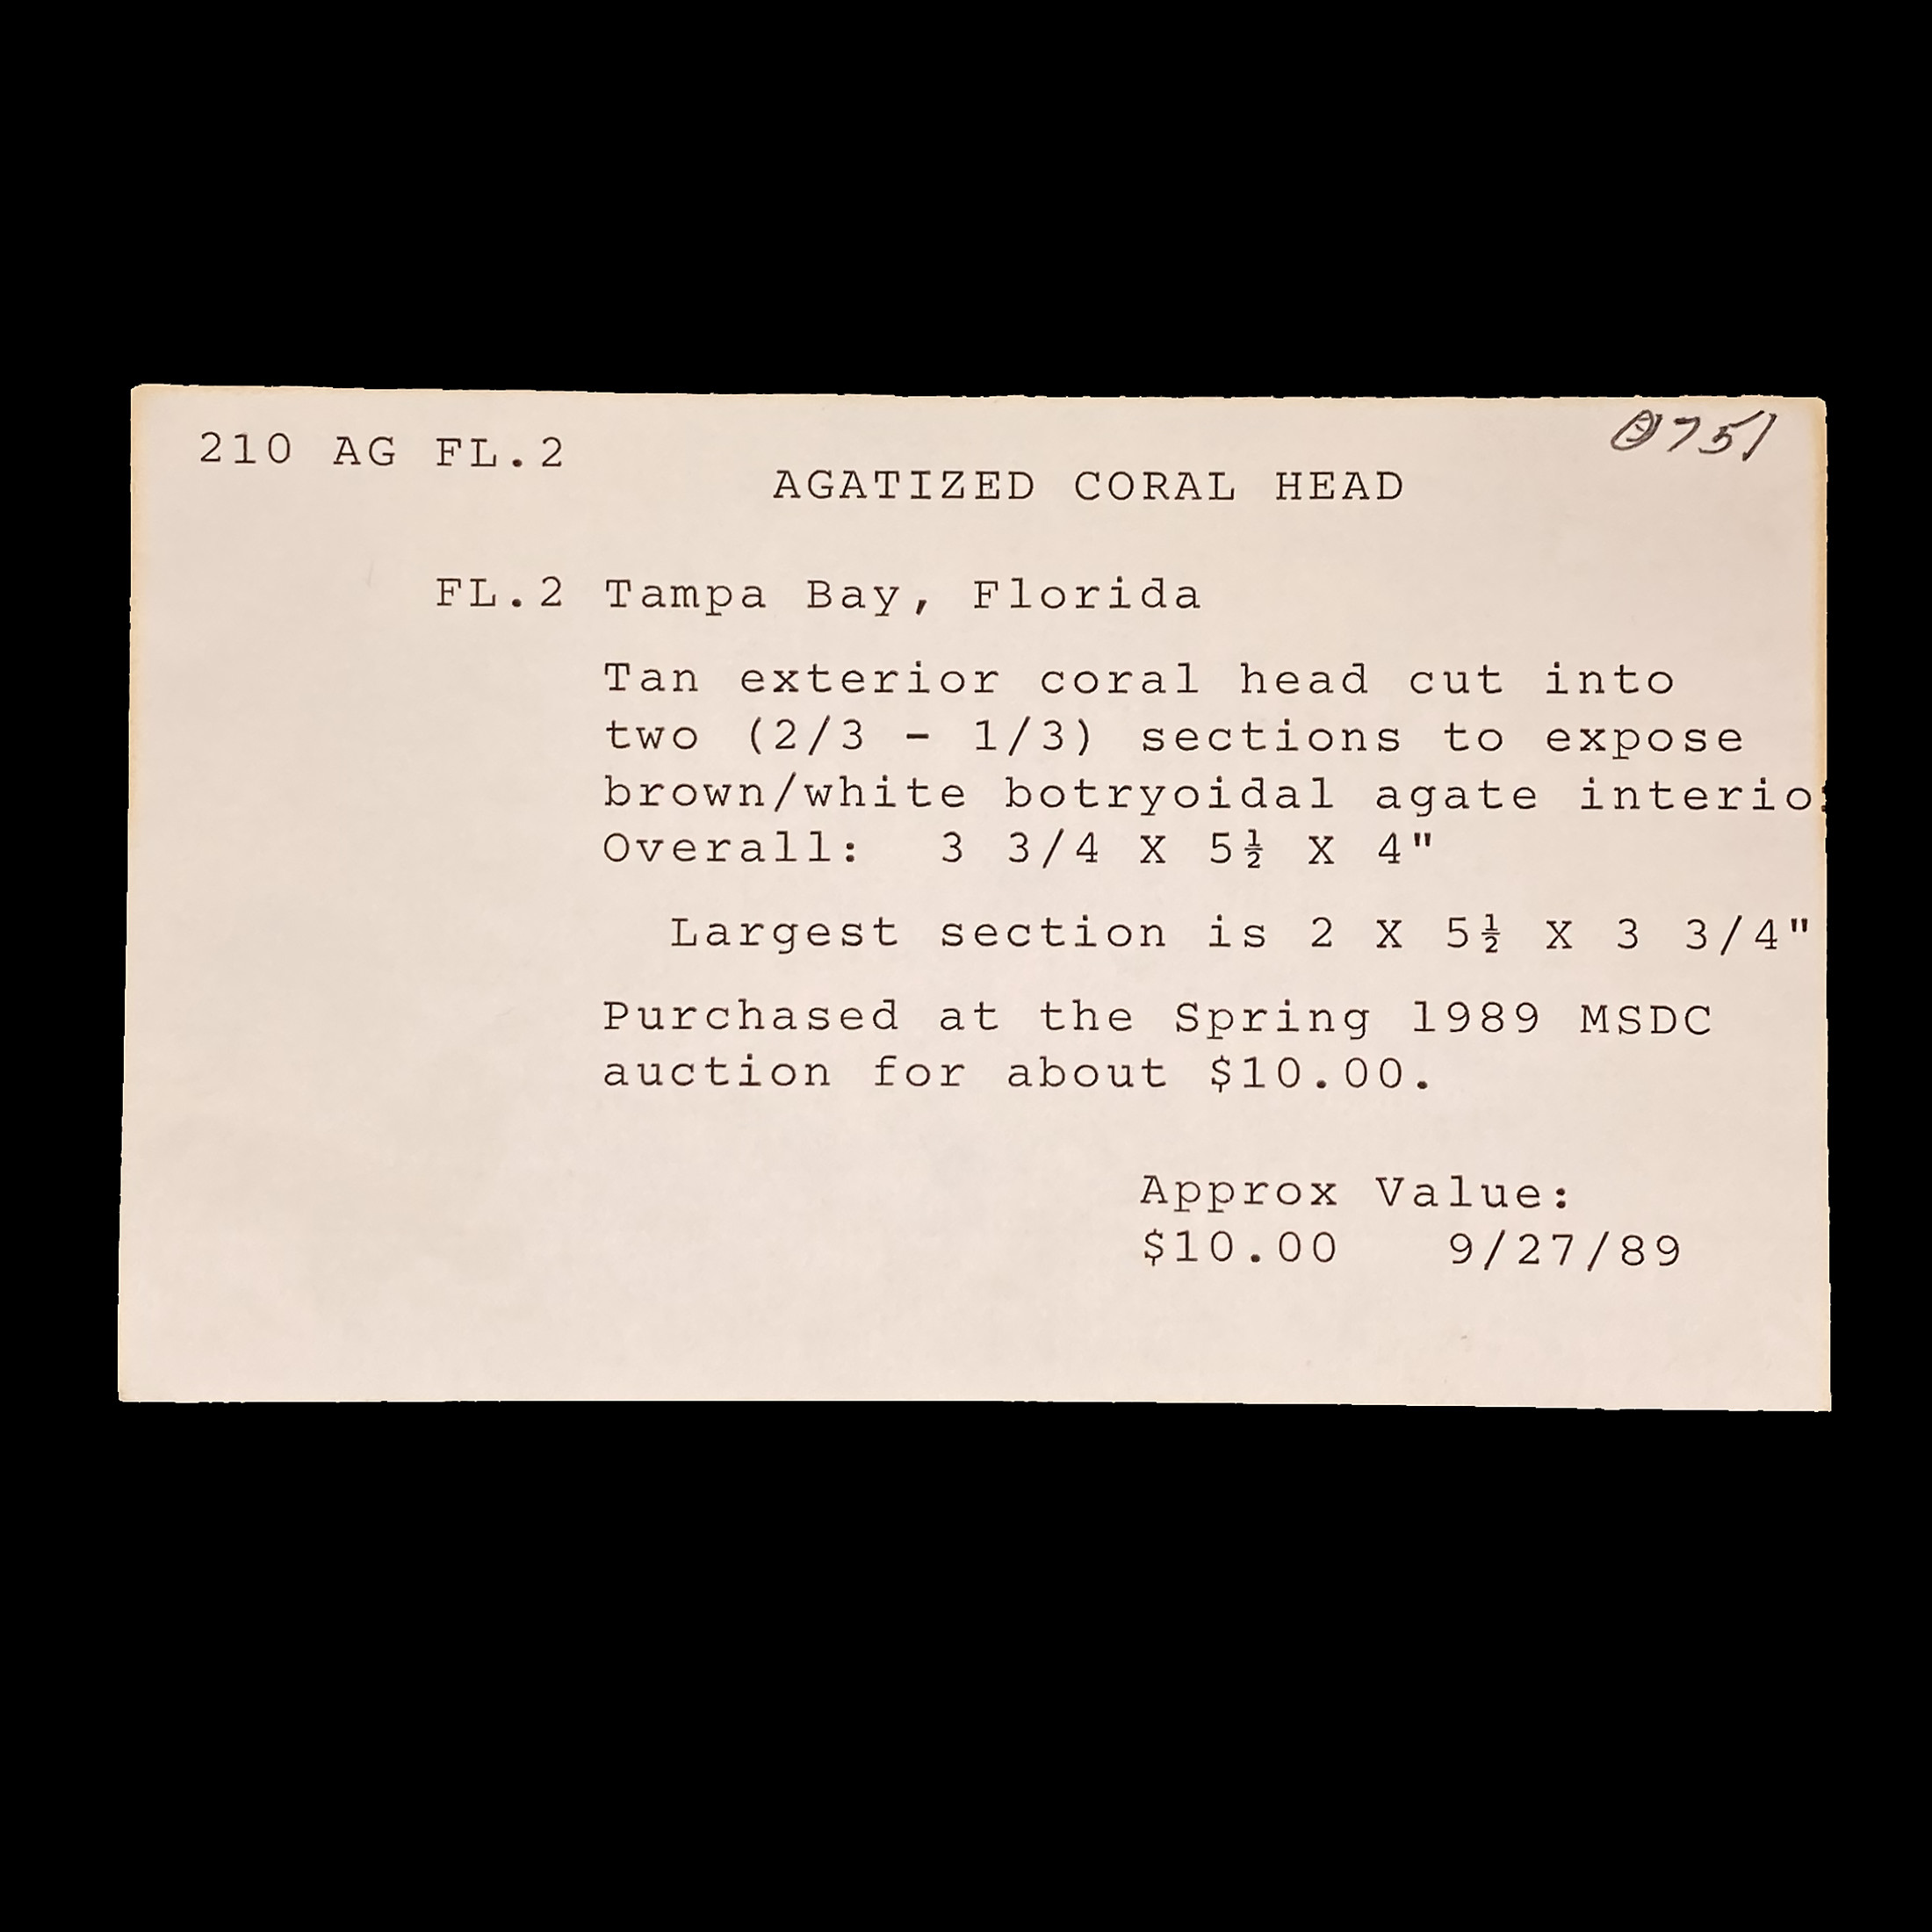 210 AG FL.2
0751
AGATIZED CORAL HEAD
FL.2 Tampa Bay, Florida
Tan exterior coral head cut into
two (2/3 - 1/3) sections to expose
brown/white botryoidal agate interio
Overall: 3 3/4 X 5½ X 4"
Largest section is 2 X 5½ X 3 3/4"
Purchased at the Spring 1989 MSDC
auction for about $10.00.
Approx Value:
$10.00 9/27/89